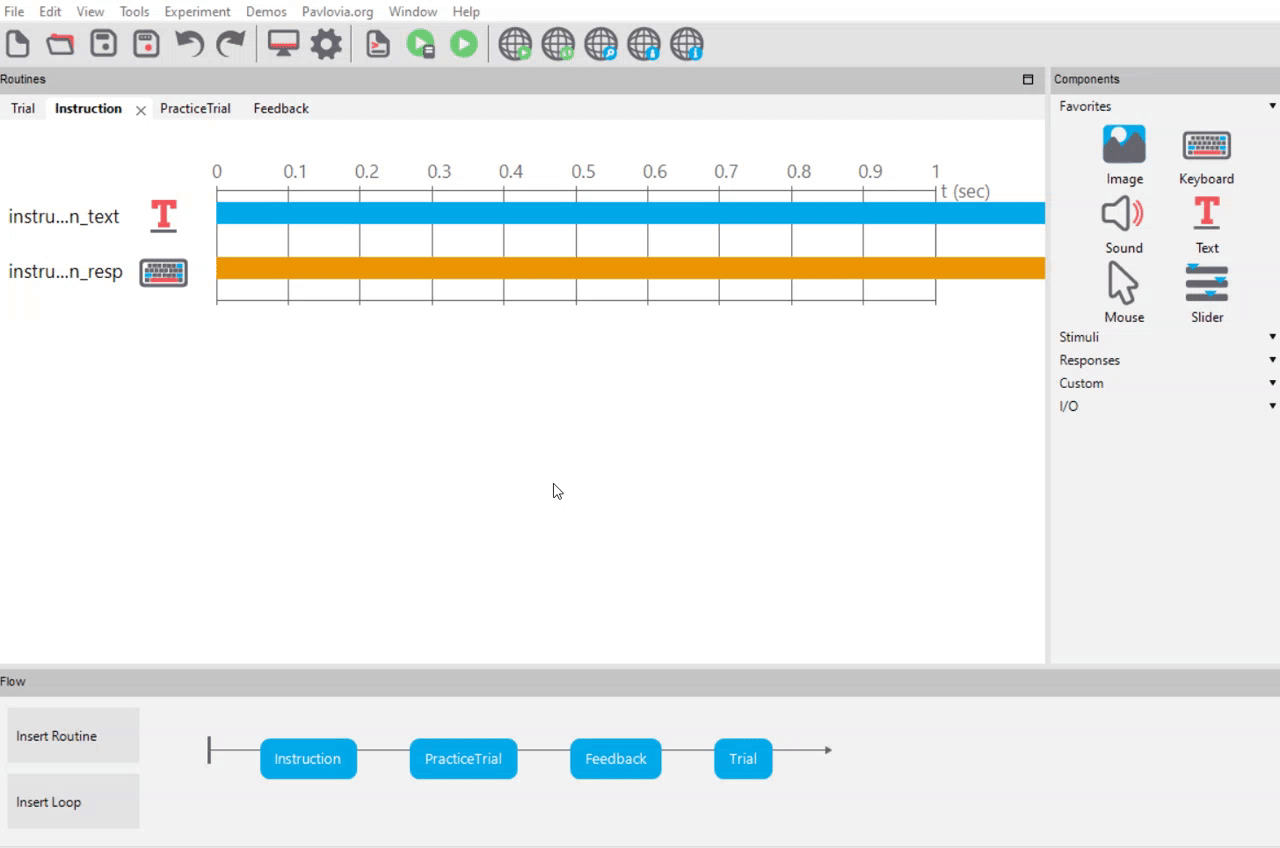 File Edit View Tools Experiment Demos Pavlovia.org Window Help
Routines
Trial Instruction PracticeTrial Feedback
0 0.1 0.2 0.3 0.4 0.5 0.6 0.7 0.8 0.9 1
t (sec)
instru...n_text T
instru...n_resp
Components
Favorites
Image Keyboard
Sound Text
Mouse Slider
Stimuli
Responses
Custom
I/O
Flow
Insert Routine
Insert Loop
Instruction PracticeTrial Feedback Trial